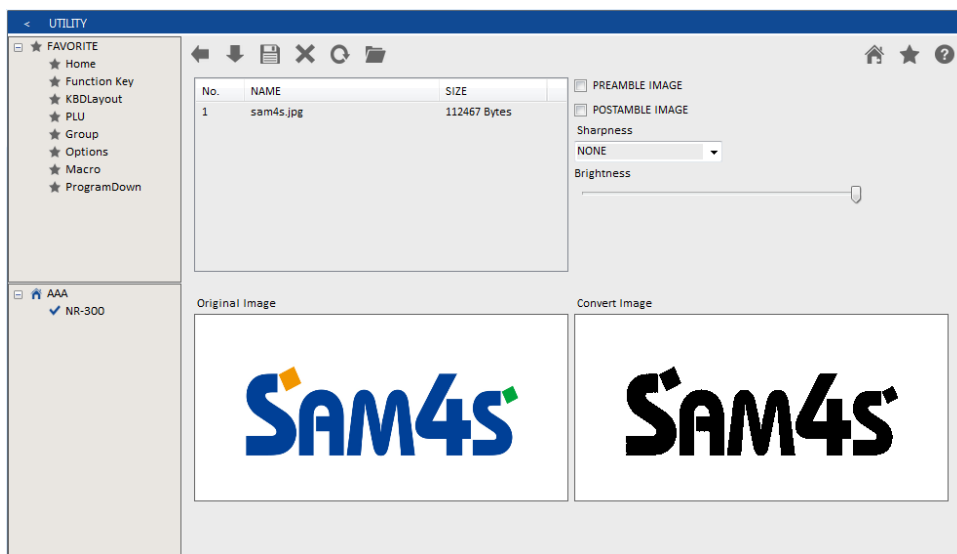 < UTILITY
FAVORITE
Home
Function Key
KBDLayout
PLU
Group
Options
Macro
ProgramDown
AAA
NR-300
No. NAME SIZE
1 sam4s.jpg 112467 Bytes
PREAMBLE IMAGE
POSTAMBLE IMAGE
Sharpness
NONE
Brightness
Original Image
SAM4s
Convert Image
SAM4s